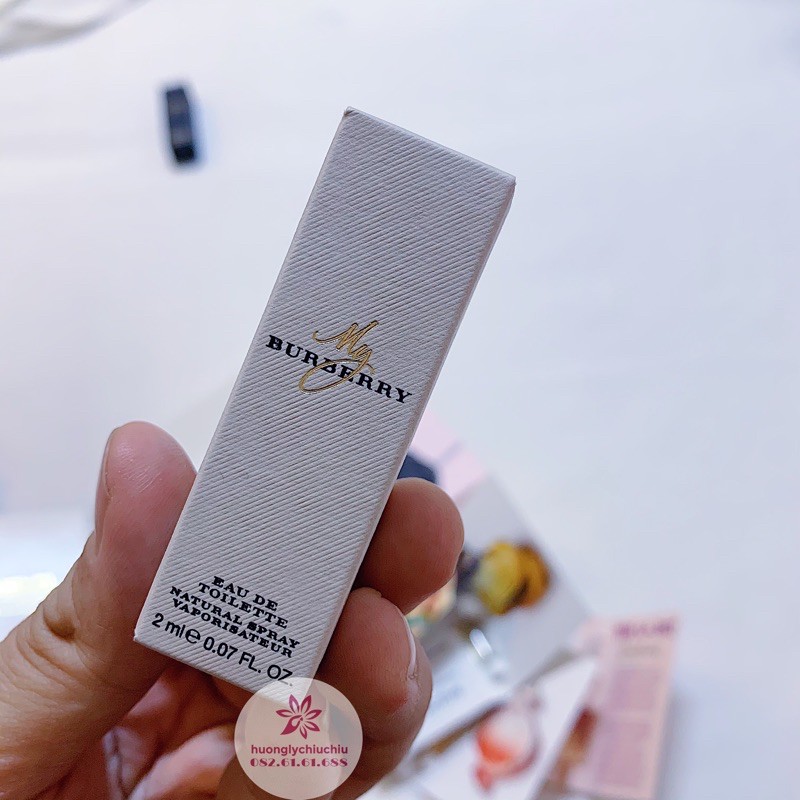 My
BURBERRY
EAU DE
TOILETTE
NATURAL SPRAY
VAPORISATEUR
2 ml e 0.07 FL. OZ.
huonglychiuchiu
082.61.61.688